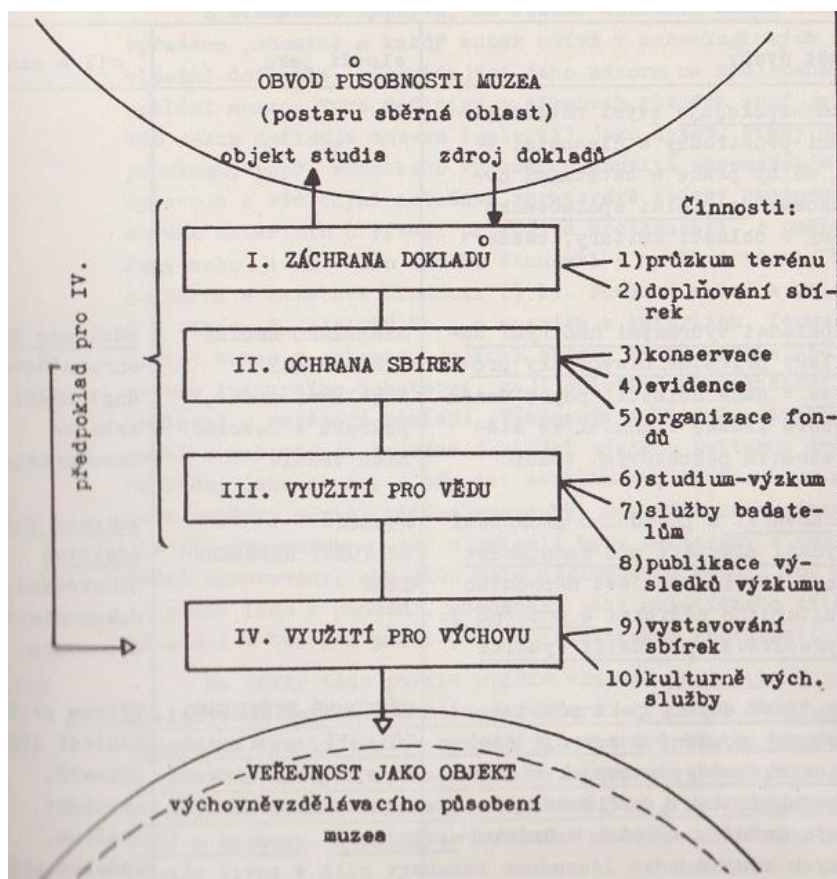 OBVOD PŮSOBNOSTI MUZEA
(postaru sběrná oblast)
objekt studia
zdroj dokladů
Činnosti:
I. ZÁCHRANA DOKLADŮ
1)průzkum terénu
2)doplňování sbí-
rek
předpoklad pro IV.
II. OCHRANA SBÍREK
3)konservace
4)evidence
5)organizace fon-
dů
III. VYUŽITÍ PRO VĚDU
6)studium-výzkum
7)služby badate-
lům
8)publikace vý-
sledků výzkumu
IV. VYUŽITÍ PRO VÝCHOVU
9)vystavování
sbírek
10)kulturně vých.
služby
VEŘEJNOST JAKO OBJEKT
výchovněvzdělávacího působení
muzea